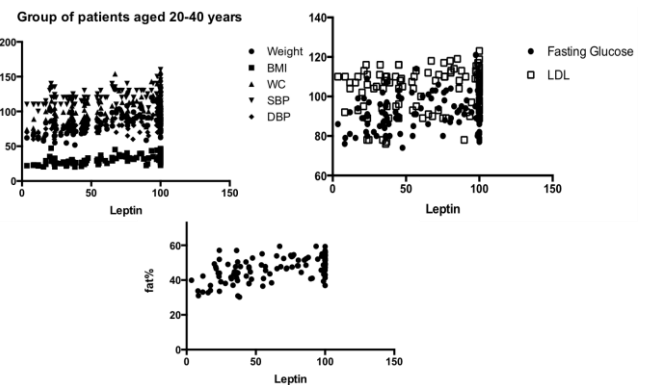 Group of patients aged 20-40 years
200
150
100
50
0
0 50 100 150
Leptin
Weight
BMI
WC
SBP
DBP
140
120
100
80
60
0 50 100 150
Leptin
Fasting Glucose
LDL
fat%
60
40
20
0
0 50 100 150
Leptin